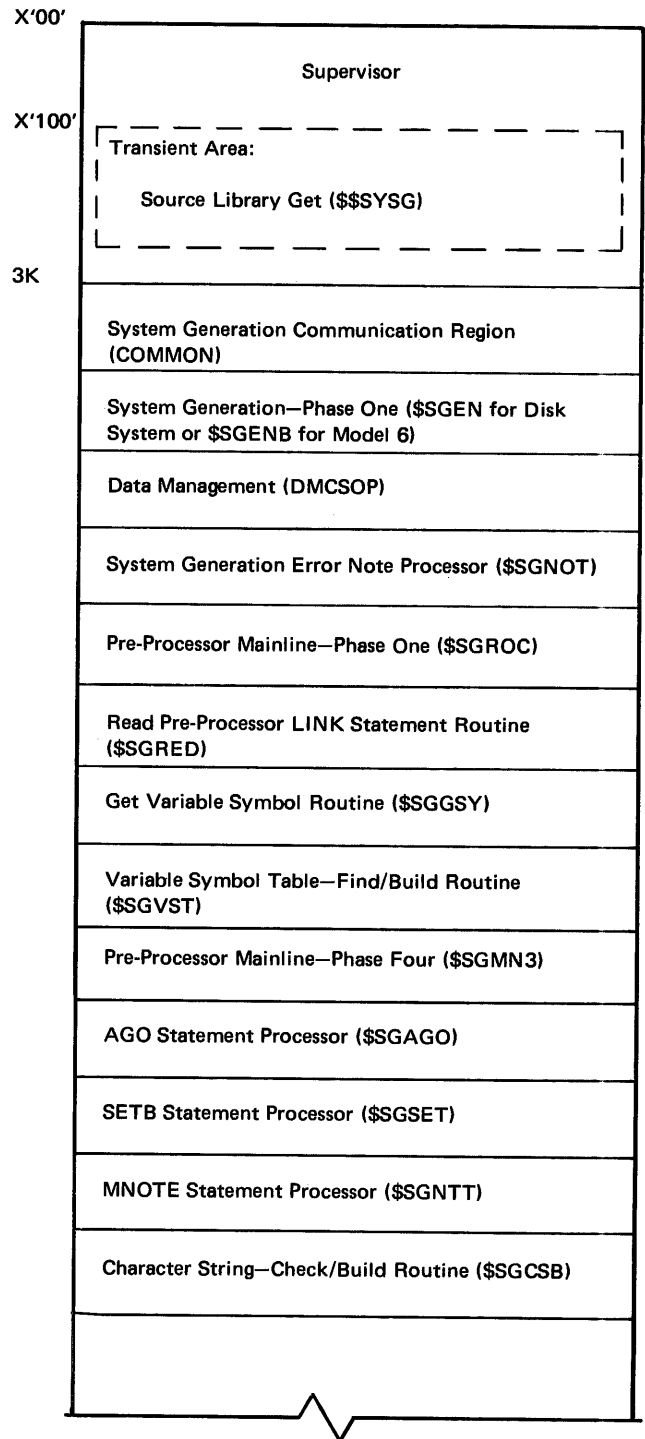 X'00'
Supervisor
X'100'
Transient Area:
Source Library Get ($$SYSG)
3K
System Generation Communication Region
(COMMON)
System Generation—Phase One ($SGEN for Disk
System or $SGENB for Model 6)
Data Management (DMCSOP)
System Generation Error Note Processor ($SGNOT)
Pre-Processor Mainline—Phase One ($SGROC)
Read Pre-Processor LINK Statement Routine
($SGRED)
Get Variable Symbol Routine ($SGGSY)
Variable Symbol Table—Find/Build Routine
($SGVST)
Pre-Processor Mainline—Phase Four ($SGMN3)
AGO Statement Processor ($SGAGO)
SETB Statement Processor ($SGSET)
MNOTE Statement Processor ($SGNTT)
Character String—Check/Build Routine ($SGCSB)